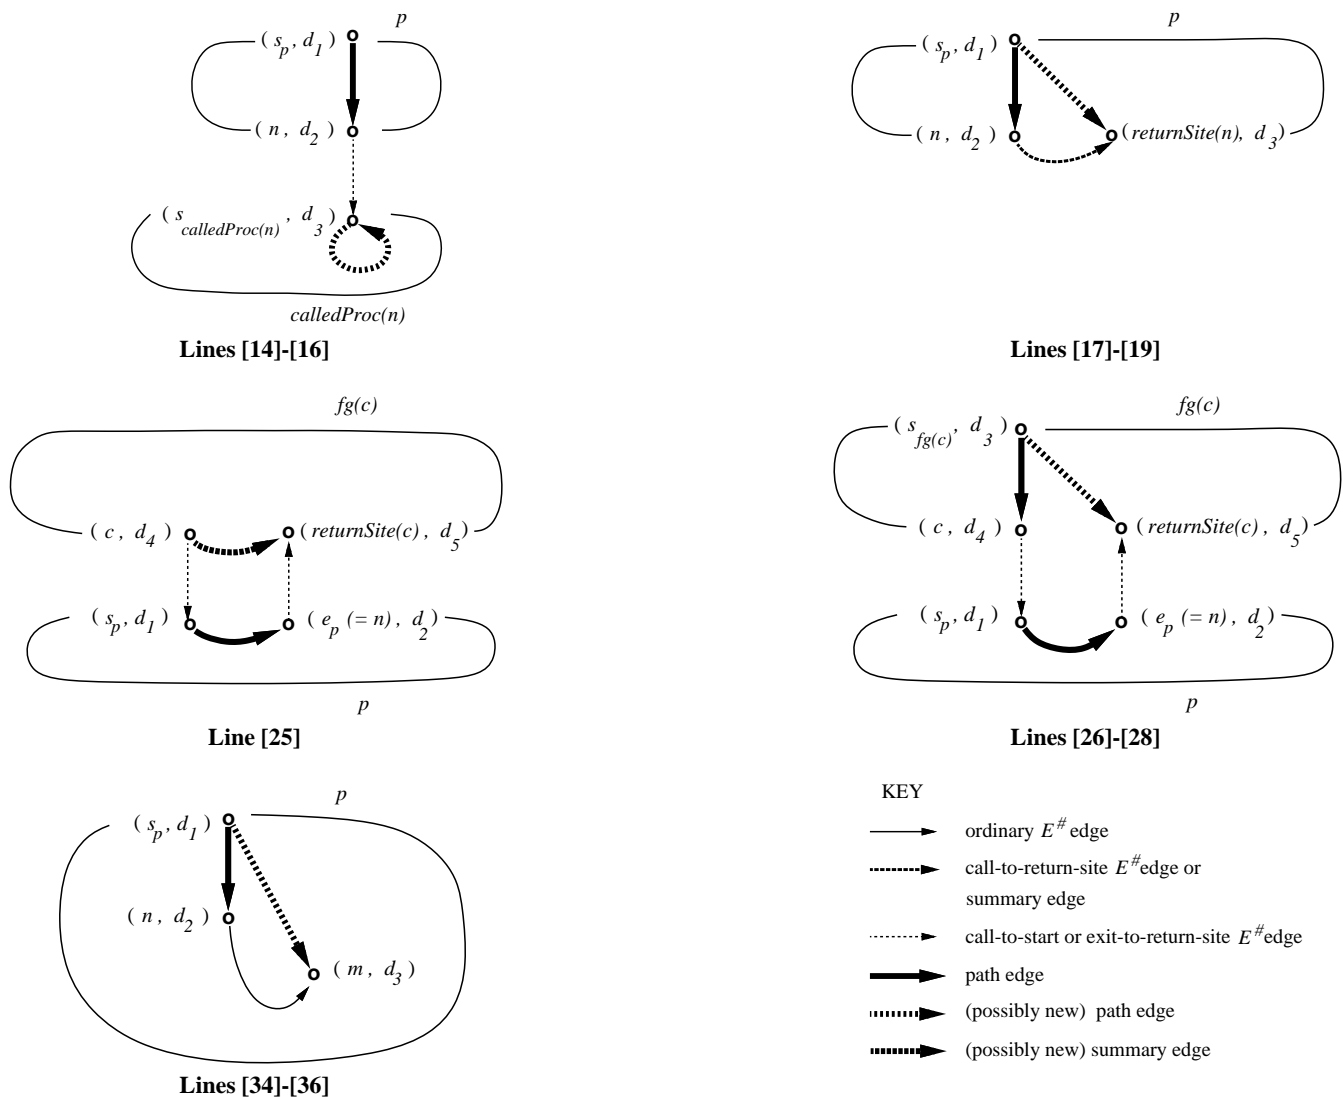 p
( s_p , d_1 )
( n , d_2 )
( s_calledProc(n) , d_3 )
calledProc(n)
Lines [14]-[16]
p
( s_p , d_1 )
( n , d_2 )
(returnSite(n), d_3 )
Lines [17]-[19]
fg(c)
( c , d_4 )
(returnSite(c) , d_5 )
( s_p , d_1 )
( e_p (= n) , d_2 )
p
Line [25]
fg(c)
( s_fg(c) , d_3 )
( c , d_4 )
(returnSite(c) , d_5 )
( s_p , d_1 )
( e_p (= n) , d_2 )
p
Lines [26]-[28]
p
( s_p , d_1 )
( n , d_2 )
( m , d_3 )
Lines [34]-[36]
KEY
ordinary E# edge
call-to-return-site E# edge or
summary edge
call-to-start or exit-to-return-site E# edge
path edge
(possibly new) path edge
(possibly new) summary edge